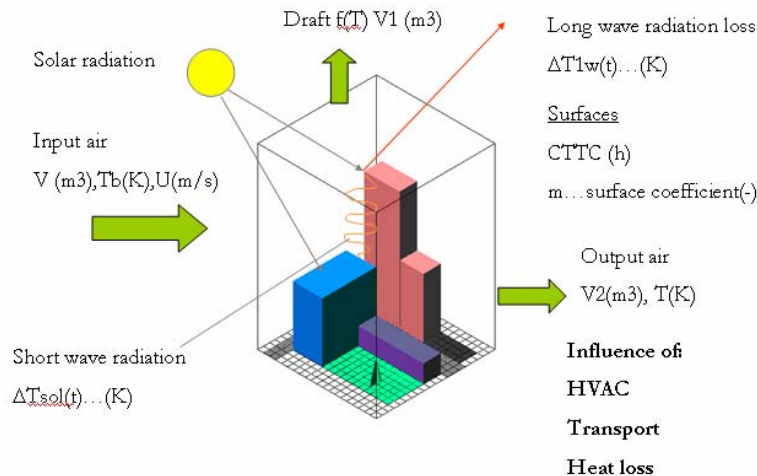 Draft f(T) V1 (m3)
Solar radiation
Input air
V (m3),Tb(K),U(m/s)
Short wave radiation
ΔTsol(t)…(K)
Long wave radiation loss
ΔT1w(t)…(K)
Surfaces
CTTC (h)
m…surface coefficient(-)
Output air
V2(m3), T(K)
Influence of:
HVAC
Transport
Heat loss